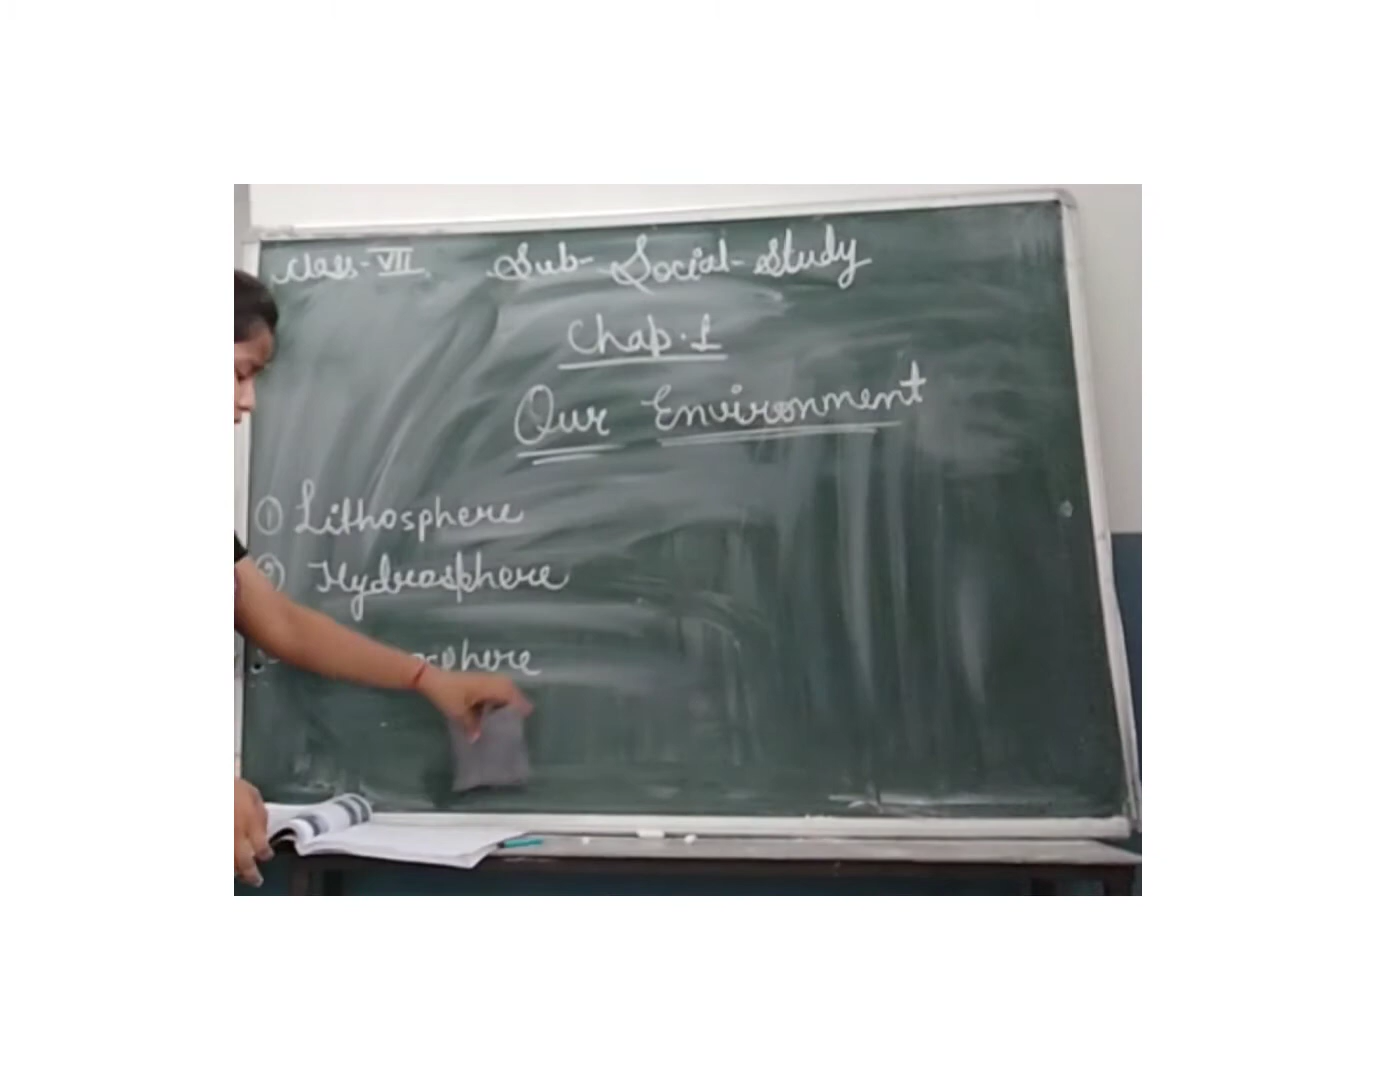 Class-VII Sub- Social-Study
Chap.1
Our Environment
① Lithosphere
② Hydrosphere